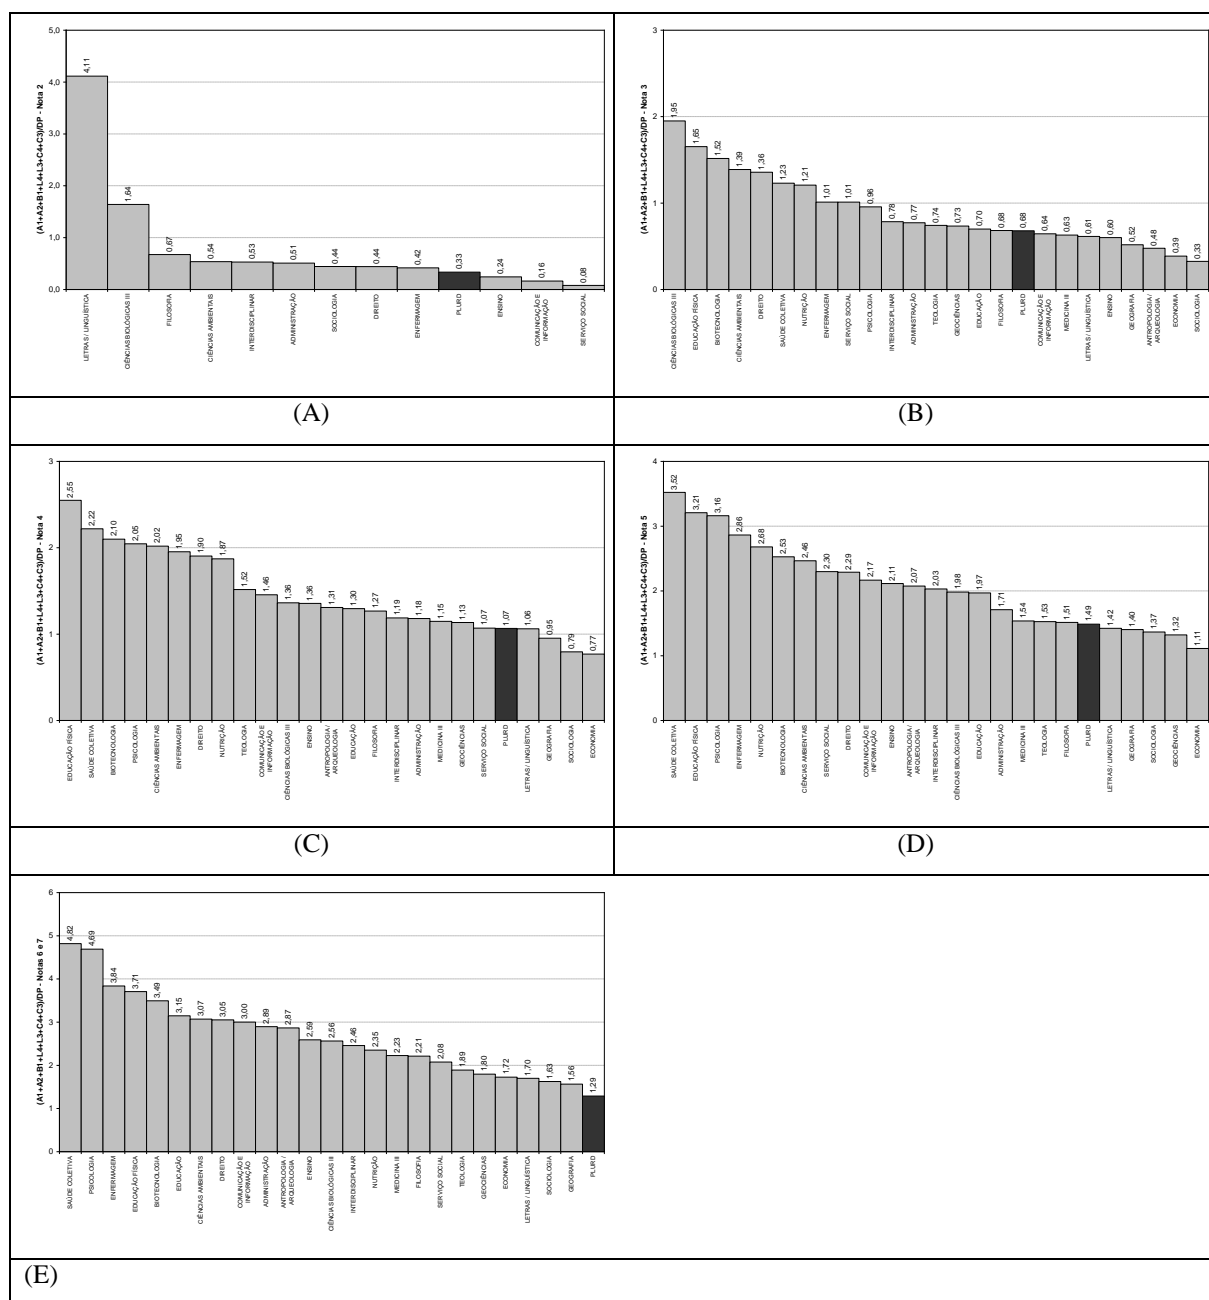 (A1+A2+B1+L4+L3+C4+C3)/DP - Nota 2
5,0
4,0
3,0
2,0
1,0
0,0
4,11
1,64
0,67
0,54
0,53
0,51
0,44
0,44
0,42
0,33
0,24
0,16
0,08
LETRAS / LINGUÍSTICA
CIÊNCIAS BIOLÓGICAS III
FILOSORA
CIÊNCIAS AMBIENTAIS
INTERDISCIPLINAR
ADMINISTRAÇÃO
SOCIOLOGIA
DIREITO
ENFERMAGEM
PLURD
ENSINO
COMUNICAÇÃO E
INFORMAÇÃO
SERVIÇO SOCIAL
(A1+A2+B1+L4+L3+C4+C3)/DP - Nota 3
3
2
1
0
1,95
1,65
1,52
1,39
1,36
1,23
1,21
1,01
1,01
0,96
0,78
0,77
0,74
0,73
0,70
0,68
0,68
0,64
0,63
0,61
0,60
0,52
0,48
0,39
0,33
CIÊNCIAS BIOLÓGICAS III
EDUCAÇÃO FÍSICA
BIOTECNOLOGIA
CIÊNCIAS AMBIENTAIS
DIREITO
SAÚDE COLETIVA
NUTRIÇÃO
ENFERMAGEM
SERVIÇO SOCIAL
PSICOLOGIA
INTERDISCIPLINAR
ADMINISTRAÇÃO
TEOLOGIA
GEOCIÊNCIAS
EDUCAÇÃO
FILOSORA
PLURD
COMUNICAÇÃO E
INFORMAÇÃO
MEDICINA III
LETRAS / LINGUÍSTICA
ENSINO
GEOGRAFIA
ANTROPOLOGIA /
ARQUEOLOGIA
ECONOMIA
SOCIOLOGIA
(A)
(B)
(A1+A2+B1+L4+L3+C4+C3)/DP - Nota 4
3
2
1
0
2,55
2,22
2,10
2,05
2,02
1,95
1,90
1,87
1,52
1,46
1,36
1,36
1,31
1,30
1,27
1,19
1,18
1,15
1,13
1,07
1,07
1,06
0,95
0,79
0,77
EDUCAÇÃO FÍSICA
SAÚDE COLETIVA
BIOTECNOLOGIA
PSICOLOGIA
CIÊNCIAS AMBIENTAIS
ENFERMAGEM
DIREITO
NUTRIÇÃO
TEOLOGIA
COMUNICAÇÃO E
INFORMAÇÃO
CIÊNCIAS BIOLÓGICAS III
ENSINO
ANTROPOLOGIA /
ARQUEOLOGIA
EDUCAÇÃO
FILOSORA
INTERDISCIPLINAR
ADMINISTRAÇÃO
MEDICINA III
GEOCIÊNCIAS
SERVIÇO SOCIAL
PLURD
LETRAS / LINGUÍSTICA
GEOGRAFIA
SOCIOLOGIA
ECONOMIA
(A1+A2+B1+L4+L3+C4+C3)/DP - Nota 5
4
3
2
1
0
3,52
3,21
3,16
2,86
2,68
2,53
2,46
2,30
2,29
2,17
2,11
2,07
2,03
1,98
1,97
1,71
1,54
1,53
1,51
1,49
1,42
1,40
1,37
1,32
1,11
SAÚDE COLETIVA
EDUCAÇÃO FÍSICA
PSICOLOGIA
ENFERMAGEM
NUTRIÇÃO
BIOTECNOLOGIA
CIÊNCIAS AMBIENTAIS
SERVIÇO SOCIAL
DIREITO
COMUNICAÇÃO E
INFORMAÇÃO
ENSINO
ANTROPOLOGIA /
ARQUEOLOGIA
INTERDISCIPLINAR
CIÊNCIAS BIOLÓGICAS III
EDUCAÇÃO
ADMINISTRAÇÃO
MEDICINA III
TEOLOGIA
FILOSORA
PLURD
LETRAS / LINGUÍSTICA
GEOGRAFIA
SOCIOLOGIA
GEOCIÊNCIAS
ECONOMIA
(C)
(D)
(A1+A2+B1+L4+L3+C4+C3)/DP - Notas 6 e 7
6
5
4
3
2
1
0
4,82
4,69
3,84
3,71
3,49
3,15
3,07
3,05
3,00
2,89
2,87
2,59
2,56
2,46
2,35
2,23
2,21
2,08
1,89
1,80
1,72
1,70
1,63
1,56
1,29
SAÚDE COLETIVA
PSICOLOGIA
ENFERMAGEM
EDUCAÇÃO FÍSICA
BIOTECNOLOGIA
EDUCAÇÃO
CIÊNCIAS AMBIENTAIS
DIREITO
COMUNICAÇÃO E
INFORMAÇÃO
ADMINISTRAÇÃO
ANTROPOLOGIA /
ARQUEOLOGIA
ENSINO
CIÊNCIAS BIOLÓGICAS III
INTERDISCIPLINAR
NUTRIÇÃO
MEDICINA III
FILOSOFIA
SERVIÇO SOCIAL
TEOLOGIA
GEOCIÊNCIAS
ECONOMIA
LETRAS / LINGUÍSTICA
SOCIOLOGIA
GEOGRAFIA
PLURD
(E)